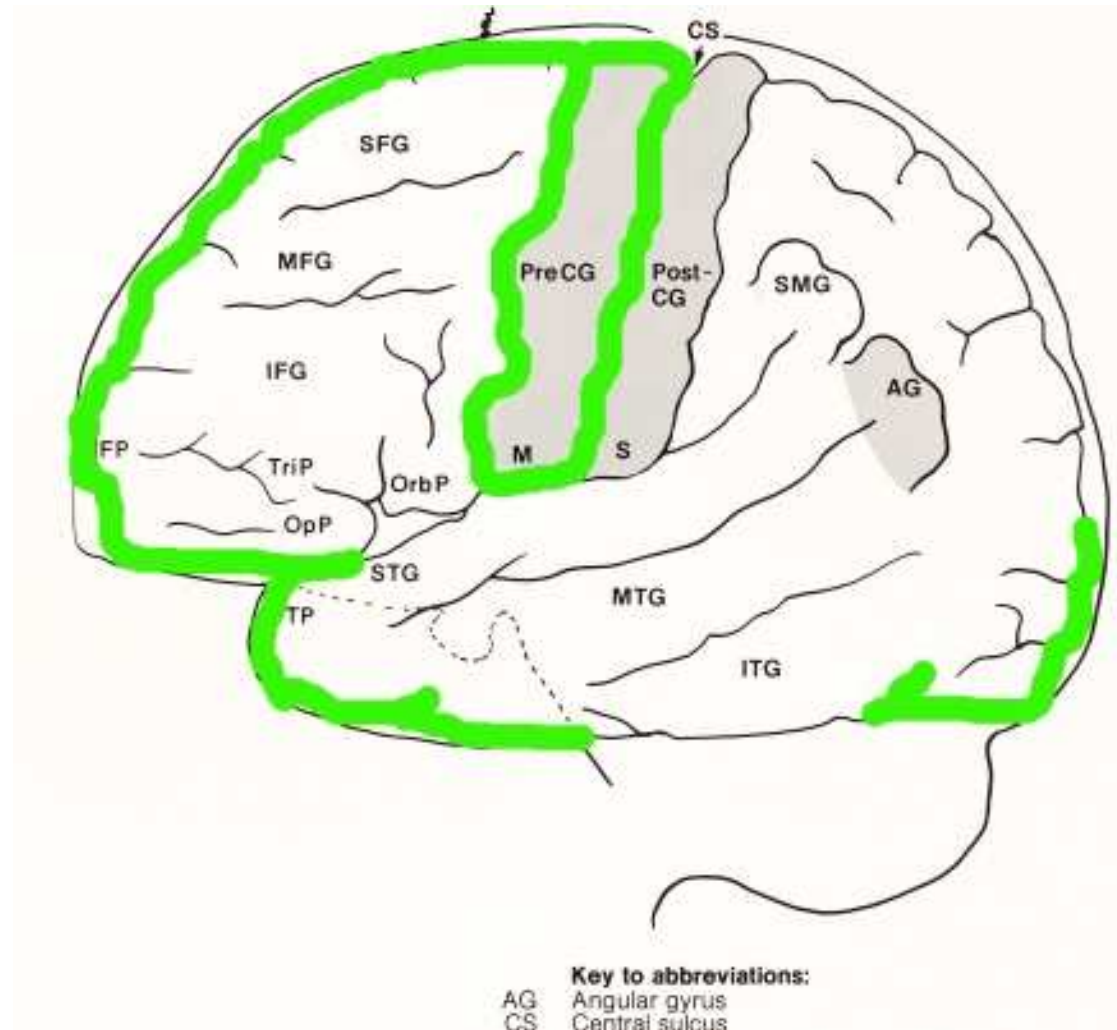 CS
SFG
MFG
PreCG
Post-
CG
SMG
IFG
AG
FP
TriP
OrbP
M
S
OpP
STG
TP
MTG
ITG
Key to abbreviations:
AG Angular gyrus
CS Central sulcus